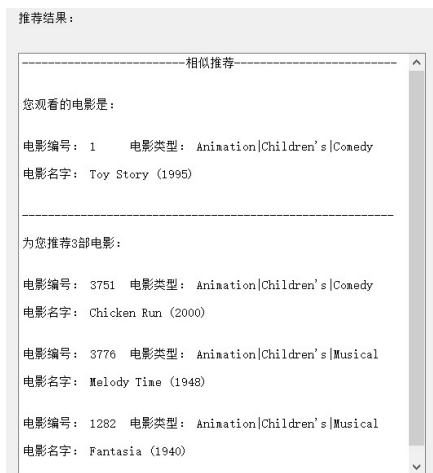 推荐结果：
--------------------------相似推荐--------------------------
您观看的电影是：
电影编号： 1 电影类型： Animation|Children's|Comedy
电影名字： Toy Story (1995)
------------------------------------------------------------
为您推荐3部电影：
电影编号： 3751 电影类型： Animation|Children's|Comedy
电影名字： Chicken Run (2000)
电影编号： 3776 电影类型： Animation|Children's|Musical
电影名字： Melody Time (1948)
电影编号： 1282 电影类型： Animation|Children's|Musical
电影名字： Fantasia (1940)